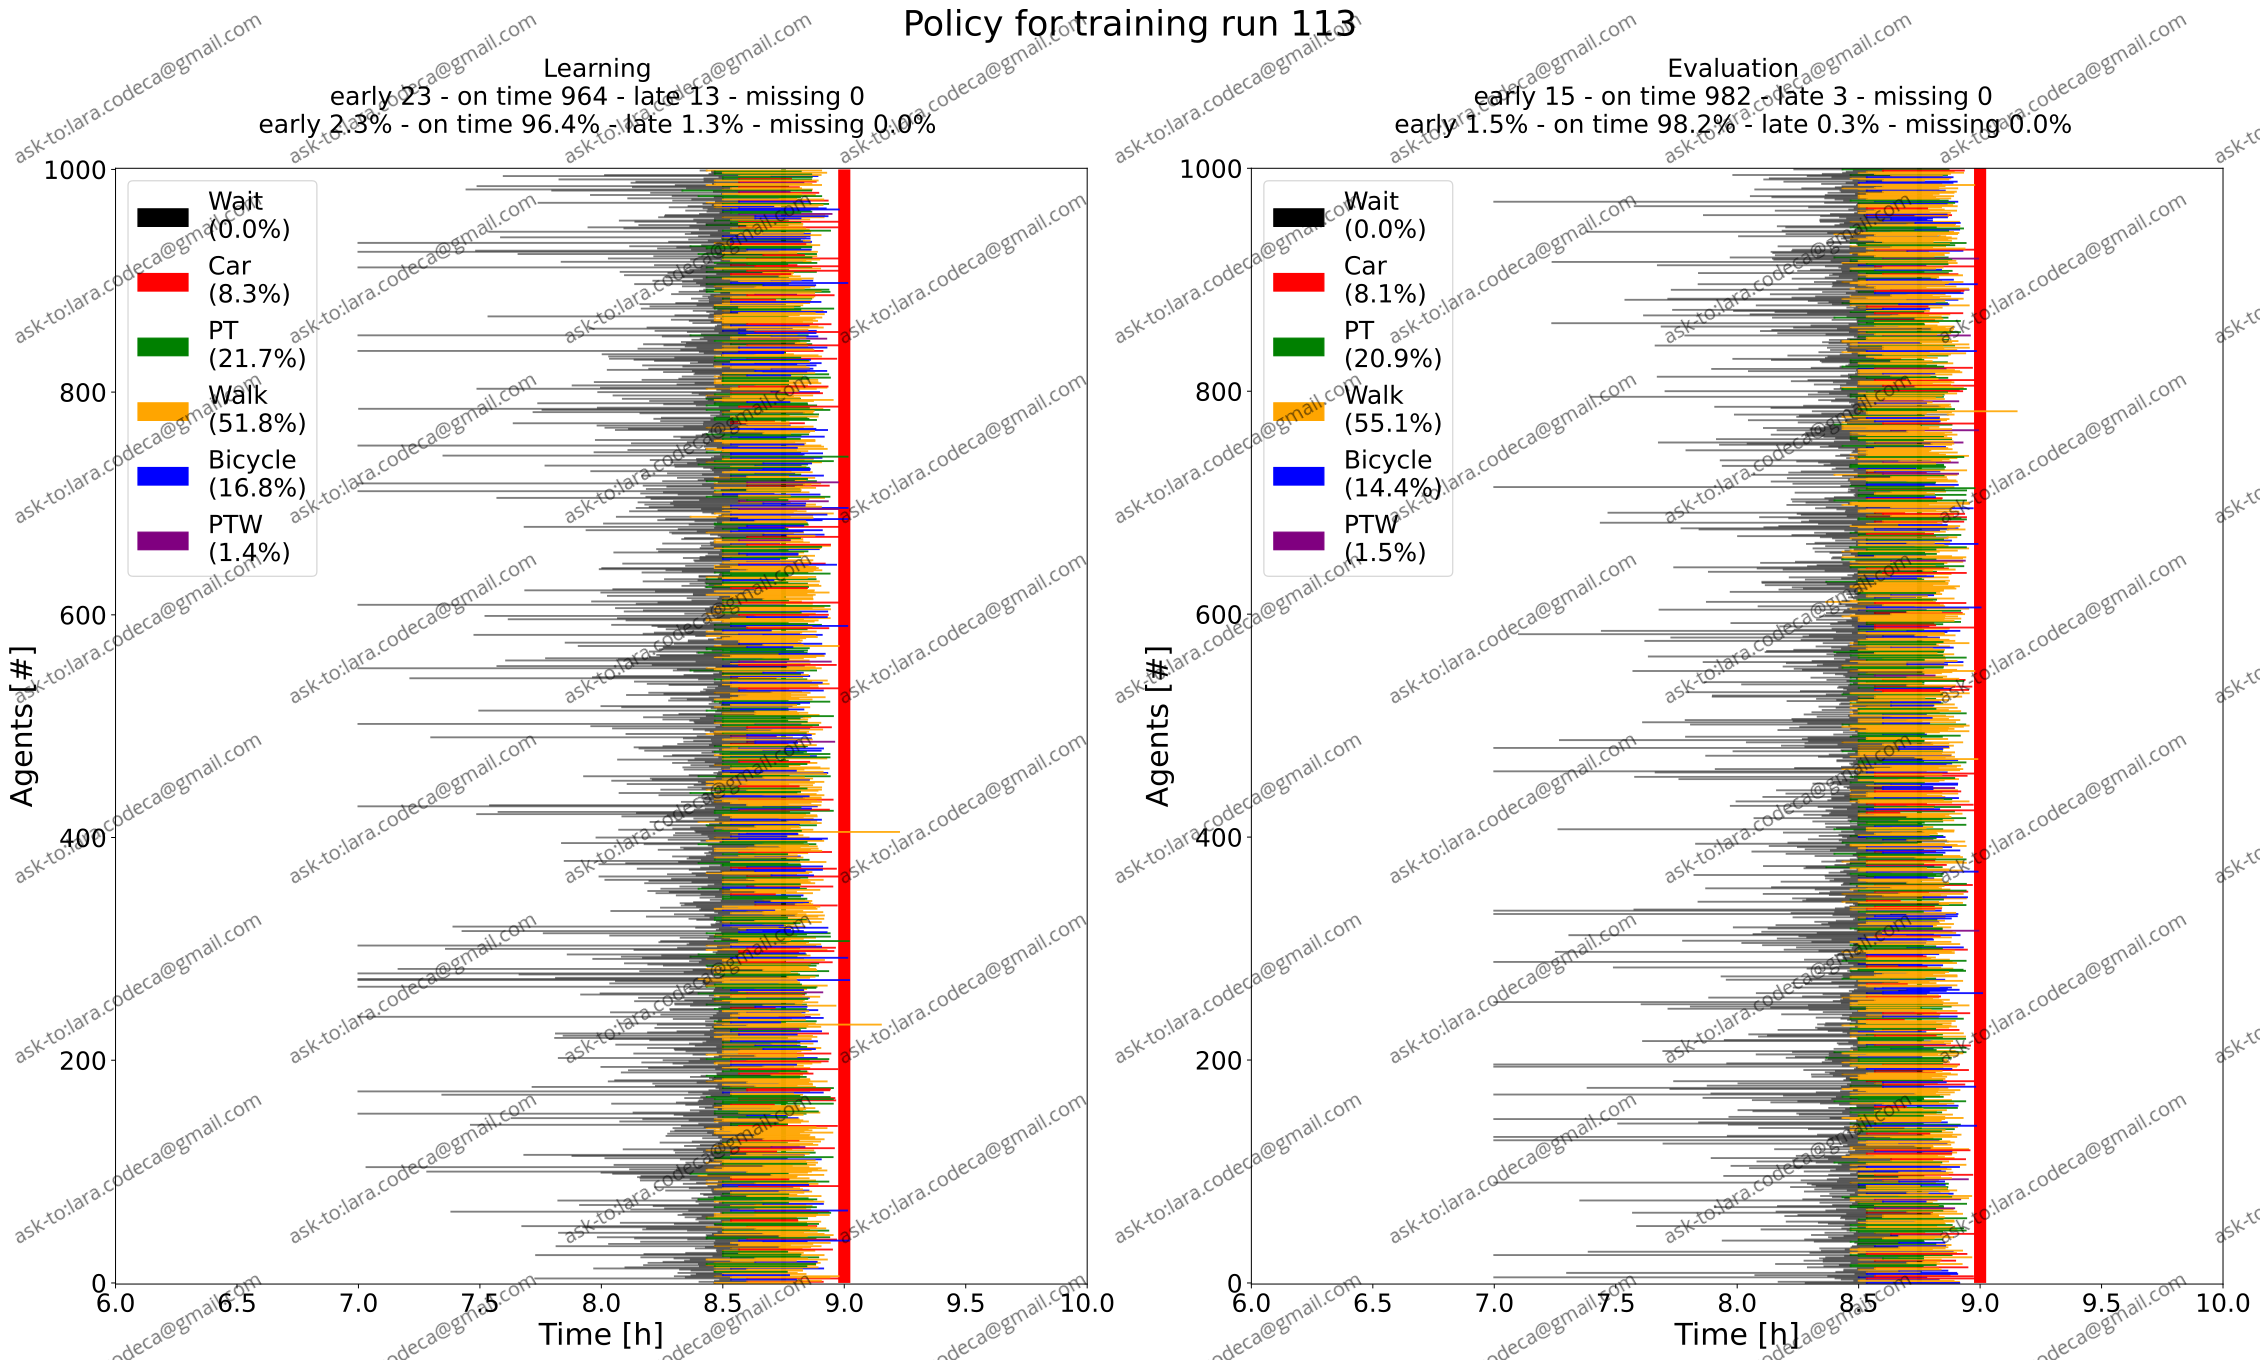 Policy for training run 113
Learning
early 23 - on time 964 - late 13 - missing 0
early 2.3% - on time 96.4% - late 1.3% - missing 0.0%
1000
800
600
400
200
0
Agents [#]
Wait
(0.0%)
Car
(8.3%)
PT
(21.7%)
Walk
(51.8%)
Bicycle
(16.8%)
PTW
(1.4%)
6.0 6.5 7.0 7.5 8.0 8.5 9.0 9.5 10.0
Time [h]
Evaluation
early 15 - on time 982 - late 3 - missing 0
early 1.5% - on time 98.2% - late 0.3% - missing 0.0%
1000
800
600
400
200
0
Agents [#]
Wait
(0.0%)
Car
(8.1%)
PT
(20.9%)
Walk
(55.1%)
Bicycle
(14.4%)
PTW
(1.5%)
6.0 6.5 7.0 7.5 8.0 8.5 9.0 9.5 10.0
Time [h]
ask-to:lara.codeca@gmail.com